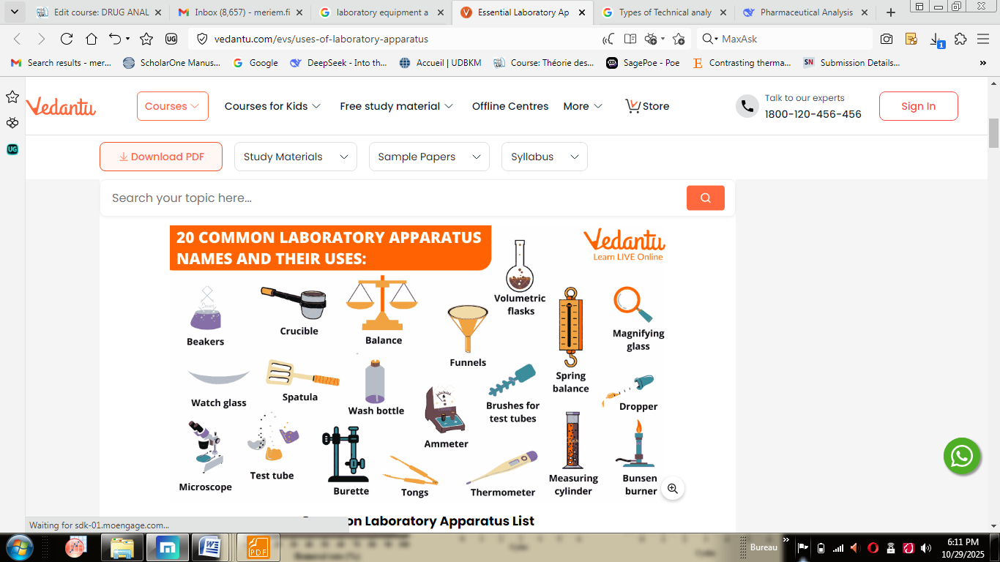 Edit course: DRUG ANAL
Inbox (8,657) - meriem.fi
laboratory equipment a
Essential Laboratory Ap
Types of Technical analy
Pharmaceutical Analysis
UG
vedantu.com/evs/uses-of-laboratory-apparatus
MaxAsk
1
Search results - mer...
ScholarOne Manus...
Google
DeepSeek - Into th...
Accueil | UDBKM
Course: Théorie des...
SagePoe - Poe
Contrasting therma...
SN Submission Details...
UG
Vedantu
Courses
Courses for Kids
Free study material
Offline Centres
More
Store
Talk to our experts
1800-120-456-456
Sign In
Download PDF
Study Materials
Sample Papers
Syllabus
Search your topic here...
20 COMMON LABORATORY APPARATUS
NAMES AND THEIR USES:
Vedantu
Learn LIVE Online
Volumetric
flasks
Beakers
Crucible
Balance
Funnels
Magnifying
glass
Spring
balance
Watch glass
Spatula
Wash bottle
Brushes for
test tubes
Dropper
Ammeter
Microscope
Test tube
Burette
Tongs
Thermometer
Measuring
cylinder
Bunsen
burner
on Laboratory Apparatus List
Waiting for sdk-01.moengage.com...
W
PDF
Bureau
6:11 PM
10/29/2025